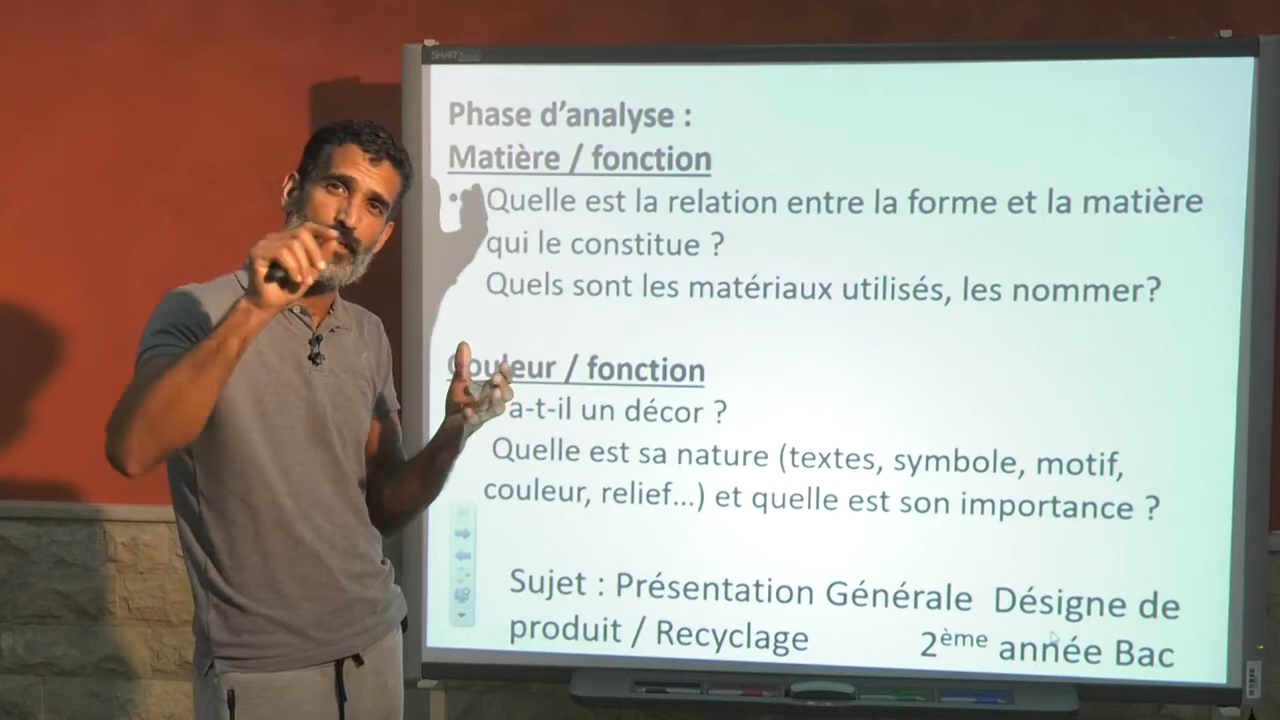 SMART
Phase d'analyse :
Matière / fonction
• Quelle est la relation entre la forme et la matière
qui le constitue ?
Quels sont les matériaux utilisés, les nommer?
Couleur / fonction
a-t-il un décor ?
Quelle est sa nature (textes, symbole, motif,
couleur, relief...) et quelle est son importance ?
Sujet : Présentation Générale Désigne de
produit / Recyclage 2ème année Bac